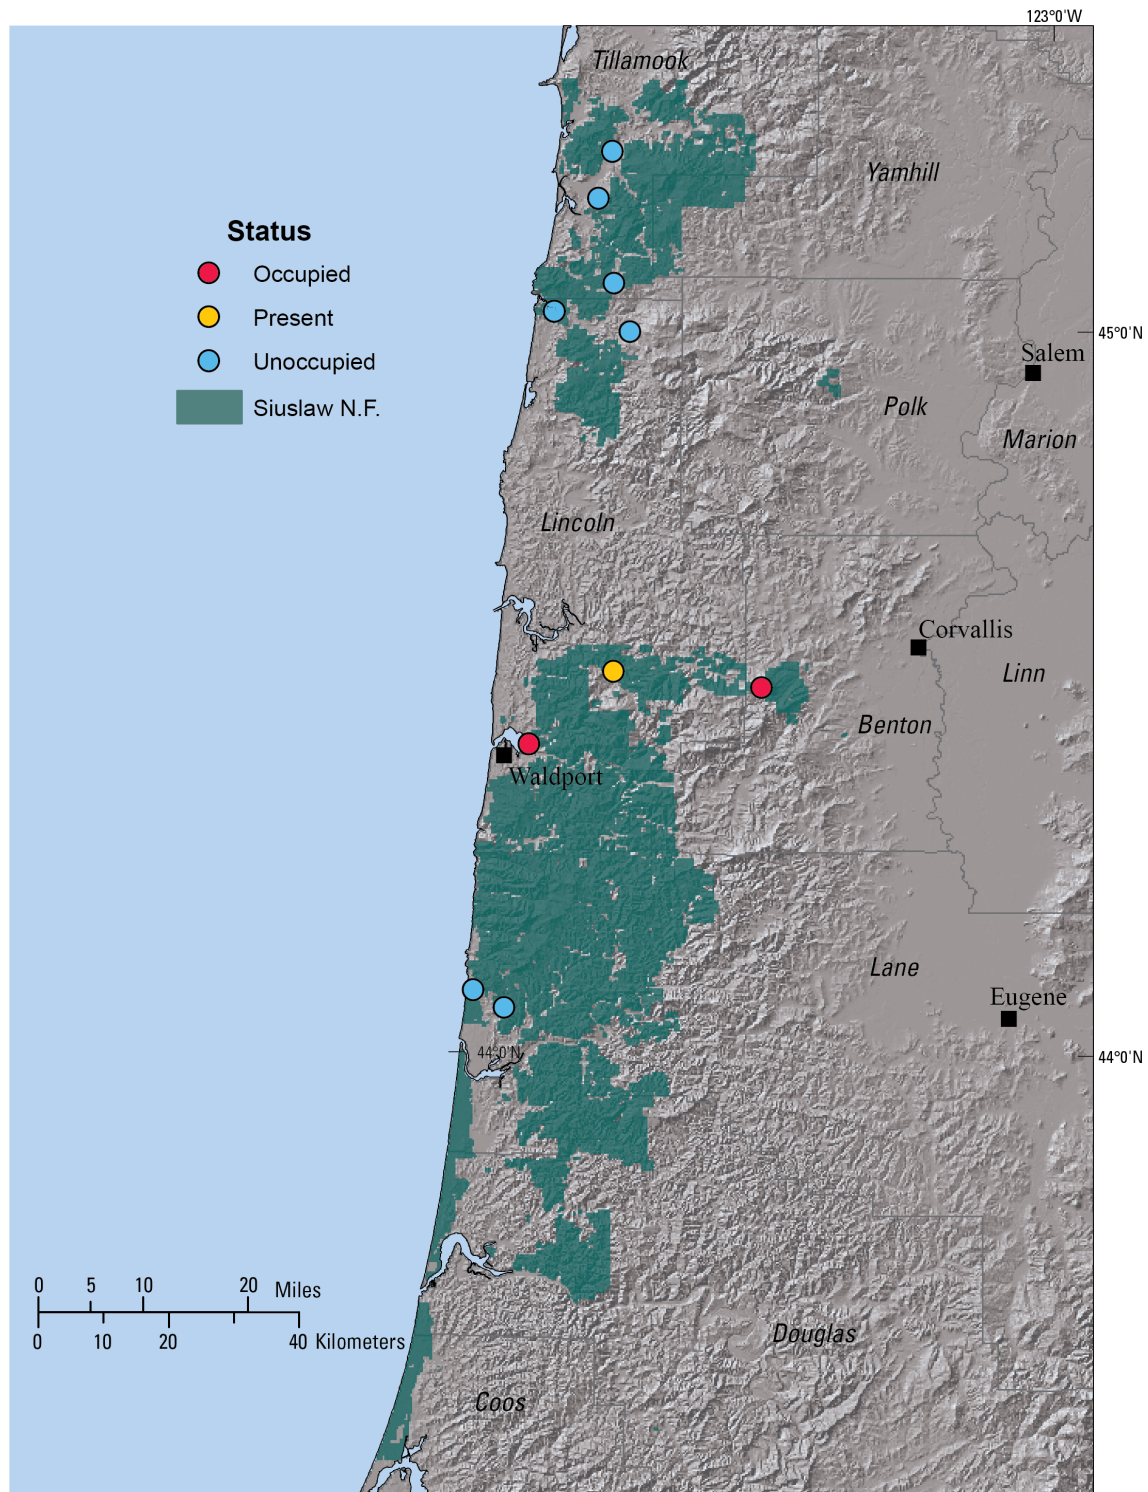 123°0'W
Tillamook
Yamhill
Status
Occupied
Present
Unoccupied
Siuslaw N.F.
45°0'N
Salem
Polk
Marion
Lincoln
Corvallis
Linn
Benton
Waldport
Lane
Eugene
44°0'N
44°0'N
0 5 10 20 Miles
0 10 20 40 Kilometers
Douglas
Coos